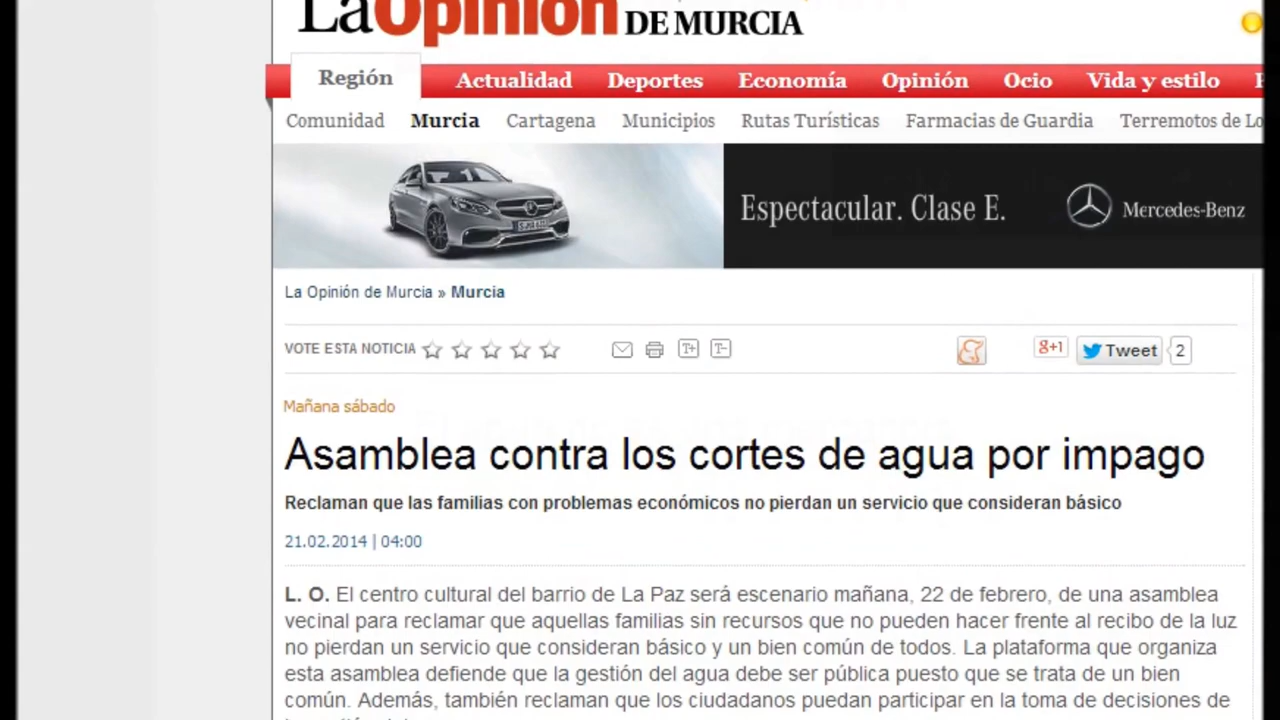 LaOpinión DE MURCIA
Región Actualidad Deportes Economía Opinión Ocio Vida y estilo
Comunidad Murcia Cartagena Municipios Rutas Turísticas Farmacias de Guardia Terremotos de Lo
Espectacular. Clase E. Mercedes-Benz
La Opinión de Murcia » Murcia
VOTE ESTA NOTICIA T+ T- g+1 Tweet 2
Mañana sábado
Asamblea contra los cortes de agua por impago
Reclaman que las familias con problemas económicos no pierdan un servicio que consideran básico
21.02.2014 | 04:00
L. O. El centro cultural del barrio de La Paz será escenario mañana, 22 de febrero, de una asamblea
vecinal para reclamar que aquellas familias sin recursos que no pueden hacer frente al recibo de la luz
no pierdan un servicio que consideran básico y un bien común de todos. La plataforma que organiza
esta asamblea defiende que la gestión del agua debe ser pública puesto que se trata de un bien
común. Además, también reclaman que los ciudadanos puedan participar en la toma de decisiones de